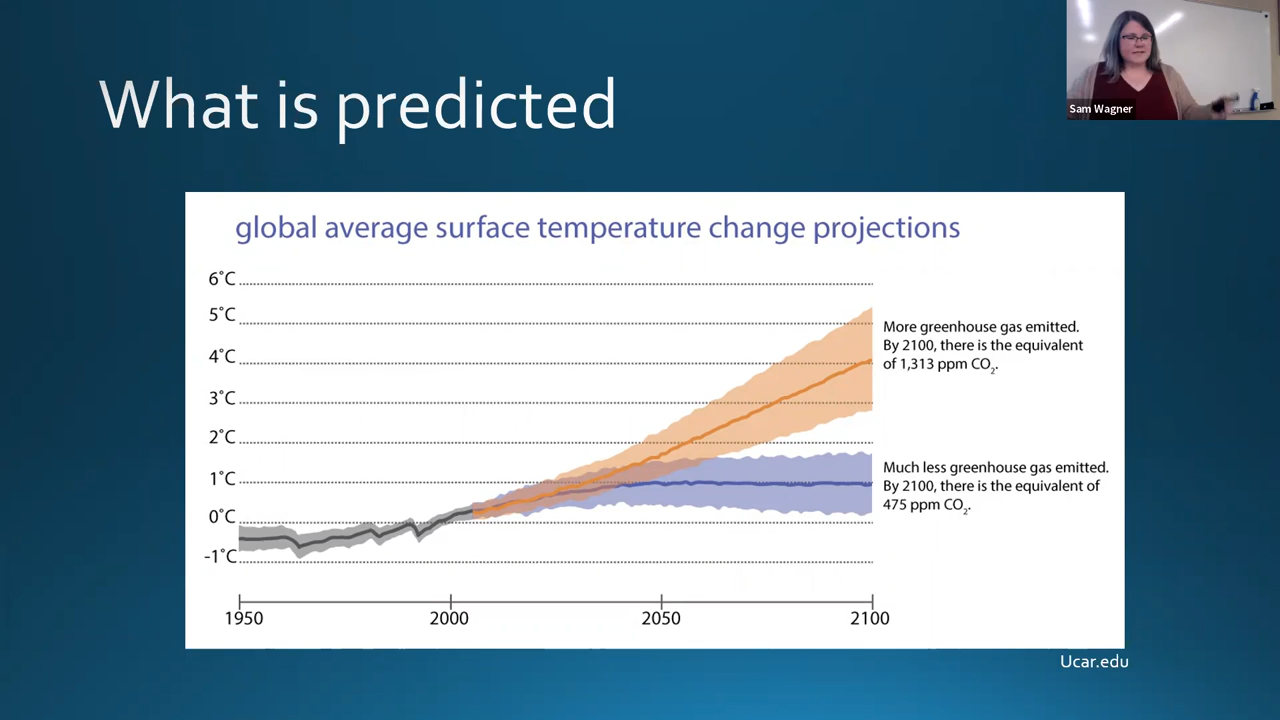 What is predicted
Sam Wagner
global average surface temperature change projections
6˚C
5˚C
4˚C
3˚C
2˚C
1˚C
0˚C
-1˚C
More greenhouse gas emitted.
By 2100, there is the equivalent
of 1,313 ppm CO₂.
Much less greenhouse gas emitted.
By 2100, there is the equivalent of
475 ppm CO₂.
1950 2000 2050 2100
Ucar.edu